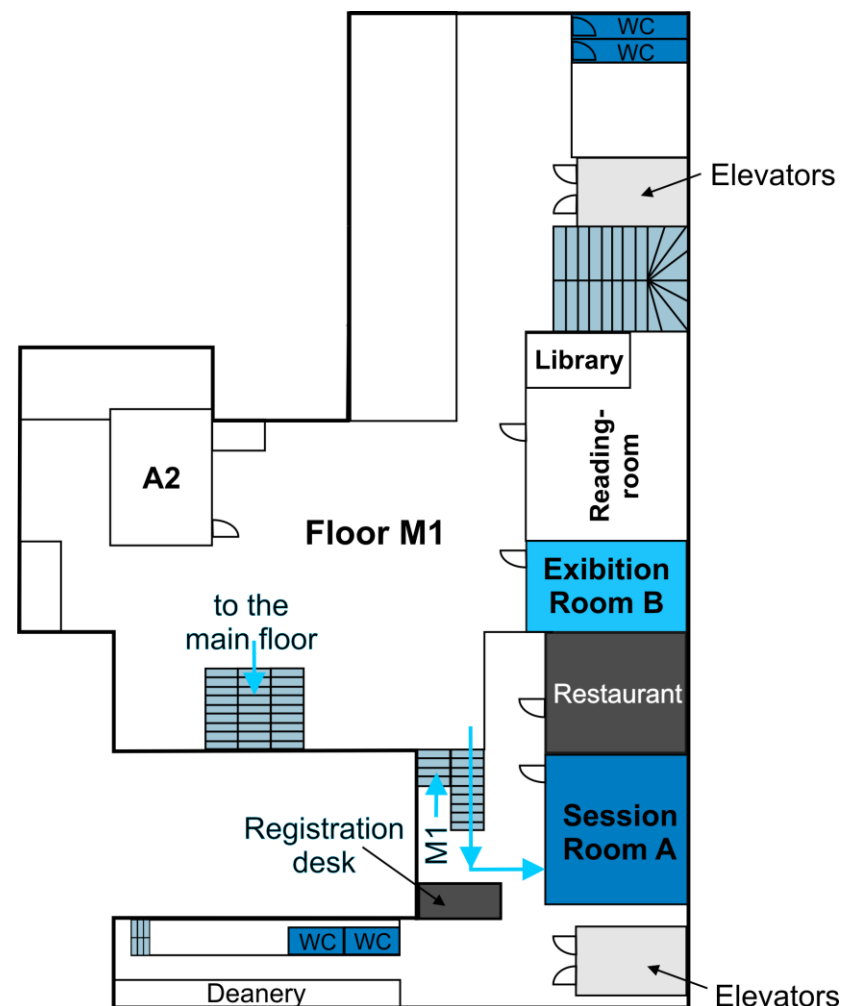 WC
WC
Elevators
Library
Reading-
room
A2
Floor M1
Exibition
Room B
to the
main floor
Restaurant
Session
Room A
M1
Registration
desk
WC WC
Deanery
Elevators